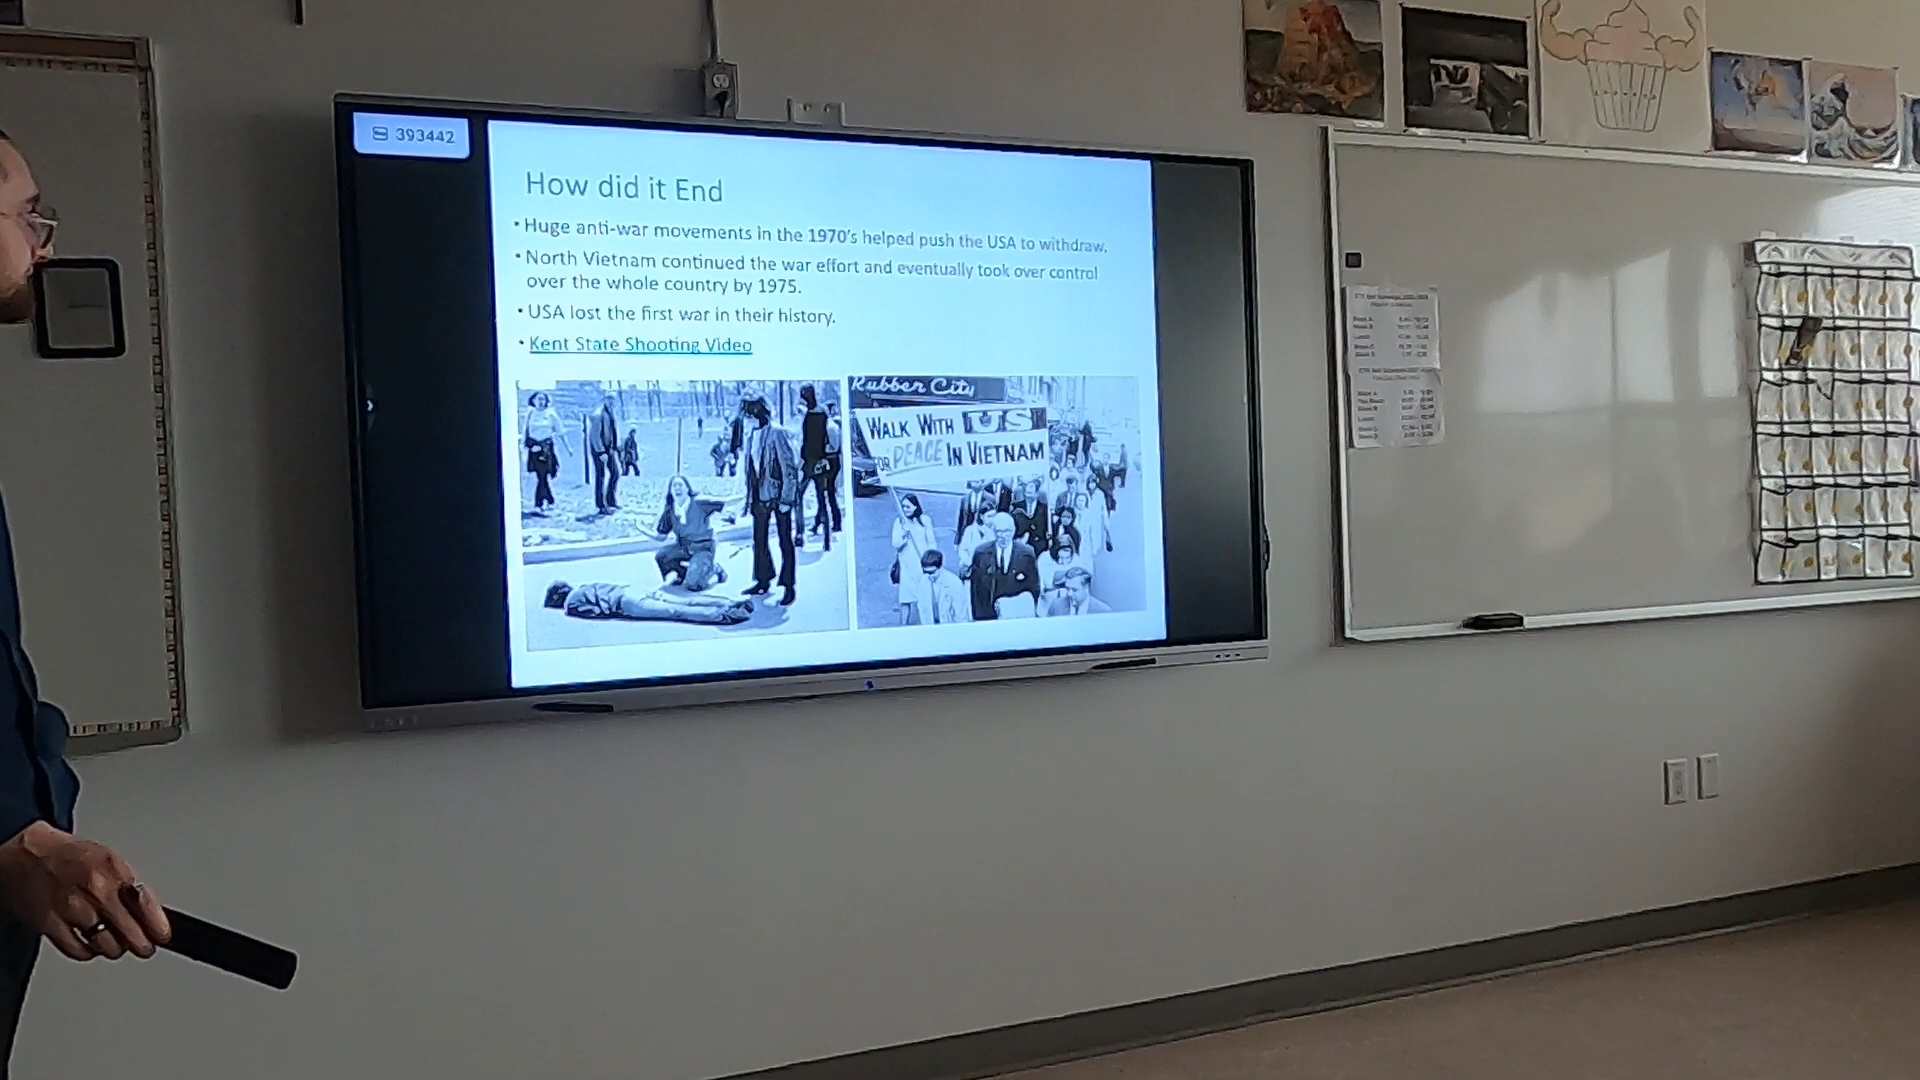 393442
How did it End
• Huge anti-war movements in the 1970's helped push the USA to withdraw.
• North Vietnam continued the war effort and eventually took over control
over the whole country by 1975.
• USA lost the first war in their history.
• Kent State Shooting Video
Rubber City
WALK WITH US
FOR PEACE IN VIETNAM